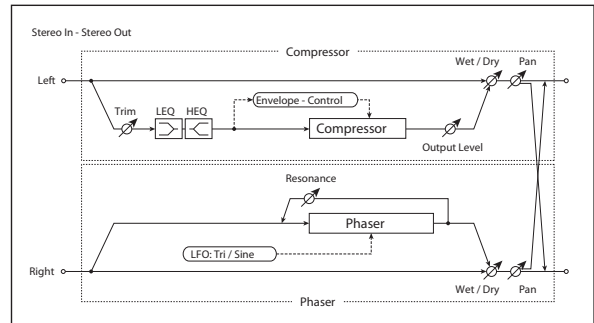 Stereo In - Stereo Out
Compressor
Wet / Dry
Pan
Left
Trim
LEQ
HEQ
Envelope - Control
Compressor
Output Level
Resonance
Phaser
LFO: Tri / Sine
Right
Wet / Dry
Pan
Phaser